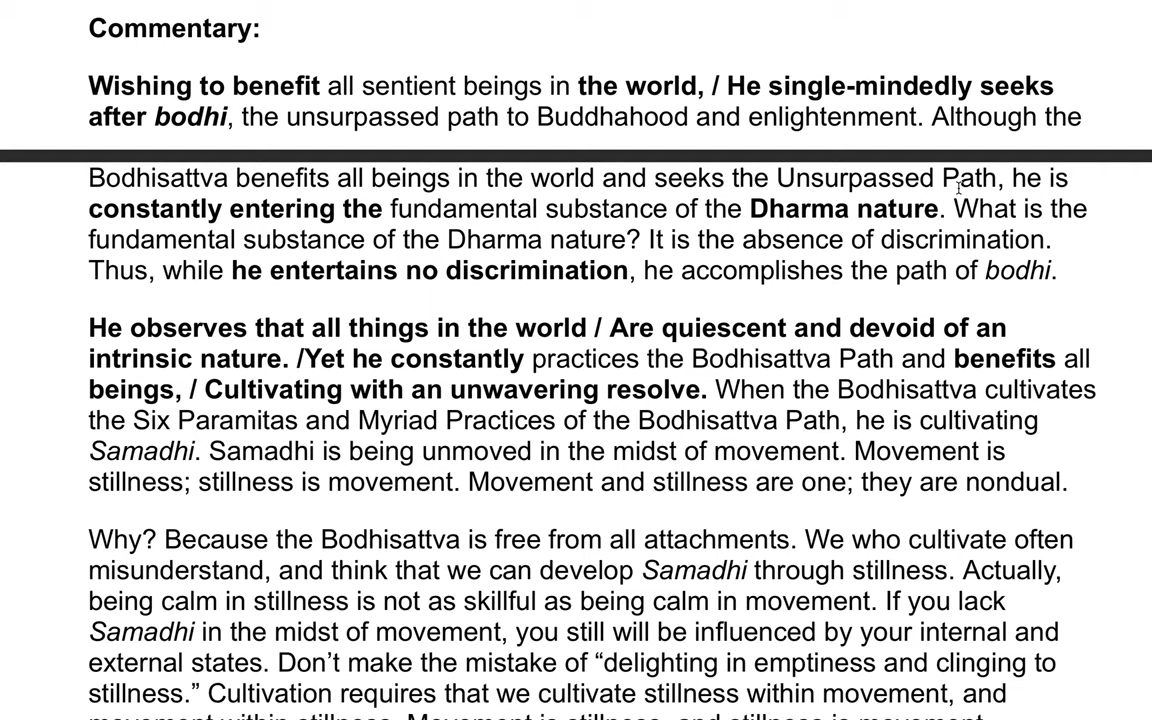 Commentary:
Wishing to benefit all sentient beings in the world, / He single-mindedly seeks
after bodhi, the unsurpassed path to Buddhahood and enlightenment. Although the
Bodhisattva benefits all beings in the world and seeks the Unsurpassed Path, he is
constantly entering the fundamental substance of the Dharma nature. What is the
fundamental substance of the Dharma nature? It is the absence of discrimination.
Thus, while he entertains no discrimination, he accomplishes the path of bodhi.
He observes that all things in the world / Are quiescent and devoid of an
intrinsic nature. /Yet he constantly practices the Bodhisattva Path and benefits all
beings, / Cultivating with an unwavering resolve. When the Bodhisattva cultivates
the Six Paramitas and Myriad Practices of the Bodhisattva Path, he is cultivating
Samadhi. Samadhi is being unmoved in the midst of movement. Movement is
stillness; stillness is movement. Movement and stillness are one; they are nondual.
Why? Because the Bodhisattva is free from all attachments. We who cultivate often
misunderstand, and think that we can develop Samadhi through stillness. Actually,
being calm in stillness is not as skillful as being calm in movement. If you lack
Samadhi in the midst of movement, you still will be influenced by your internal and
external states. Don’t make the mistake of “delighting in emptiness and clinging to
stillness.” Cultivation requires that we cultivate stillness within movement, and
movement within stillness. Movement is stillness, and stillness is movement.